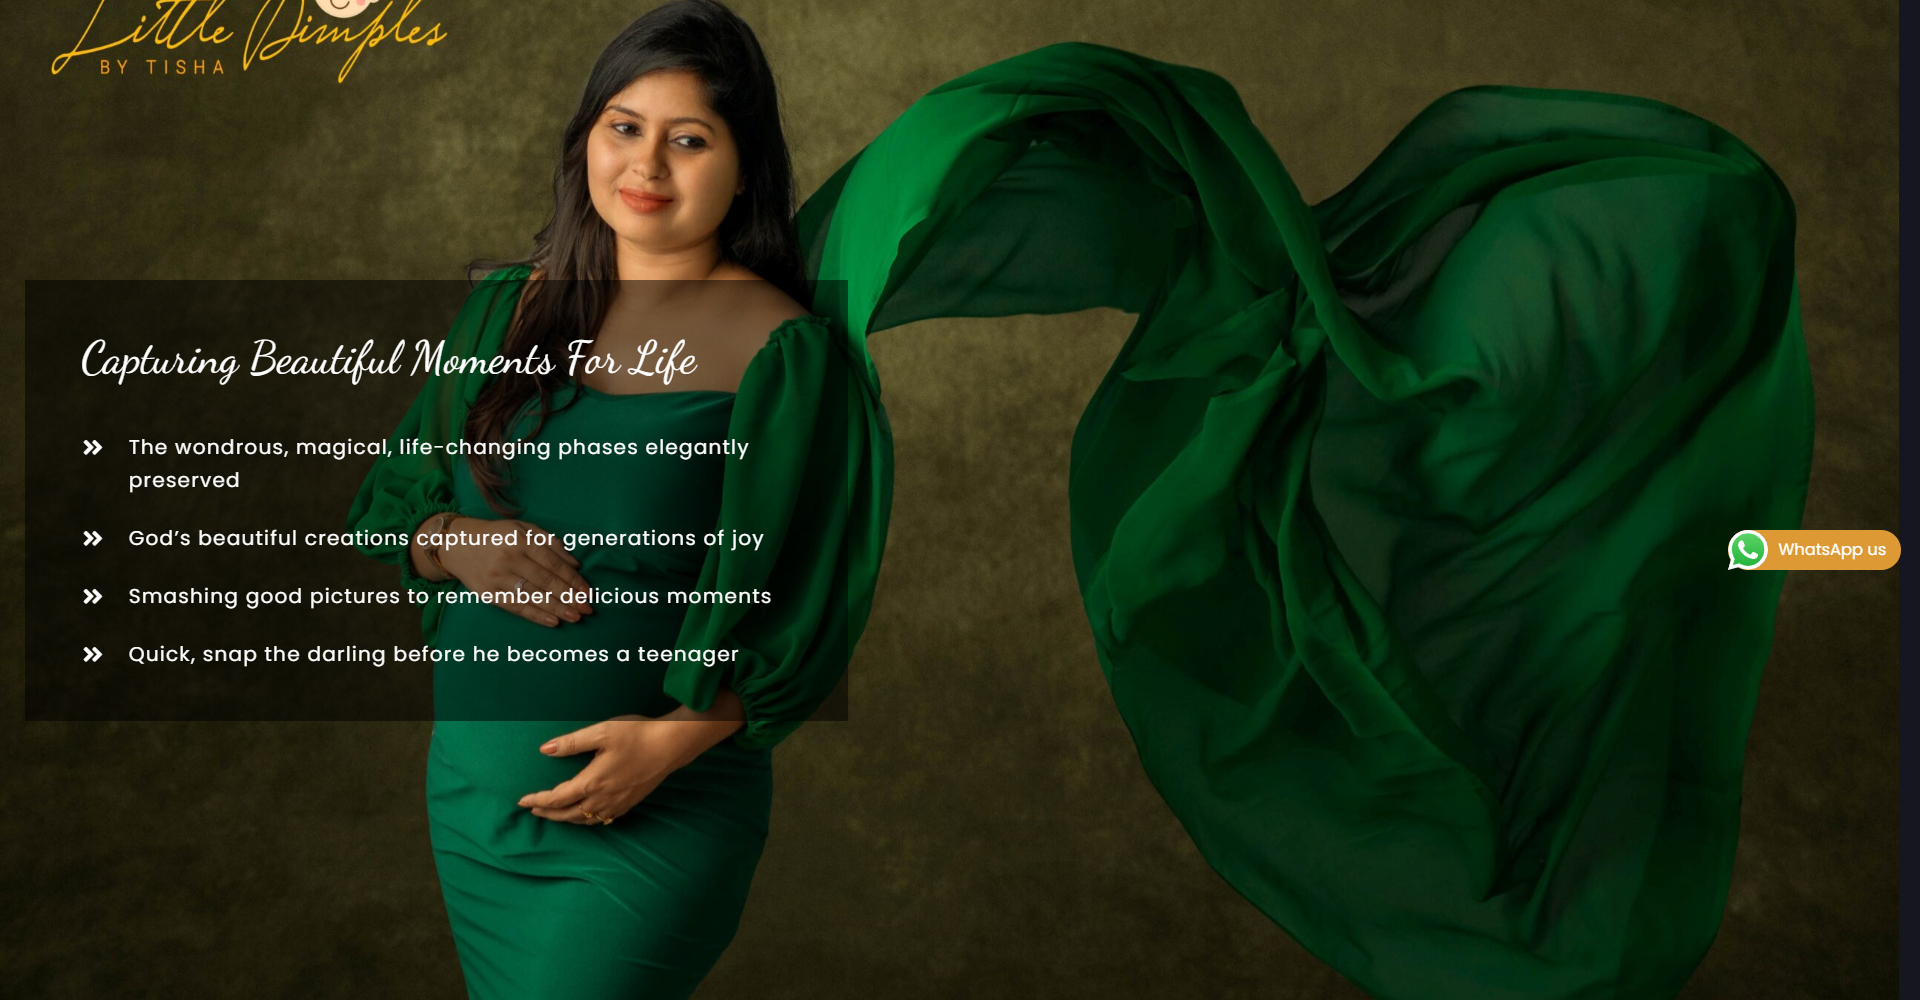 Little Dimples
BY TISHA
Capturing Beautiful Moments For Life
The wondrous, magical, life-changing phases elegantly
preserved
God’s beautiful creations captured for generations of joy
Smashing good pictures to remember delicious moments
Quick, snap the darling before he becomes a teenager
WhatsApp us